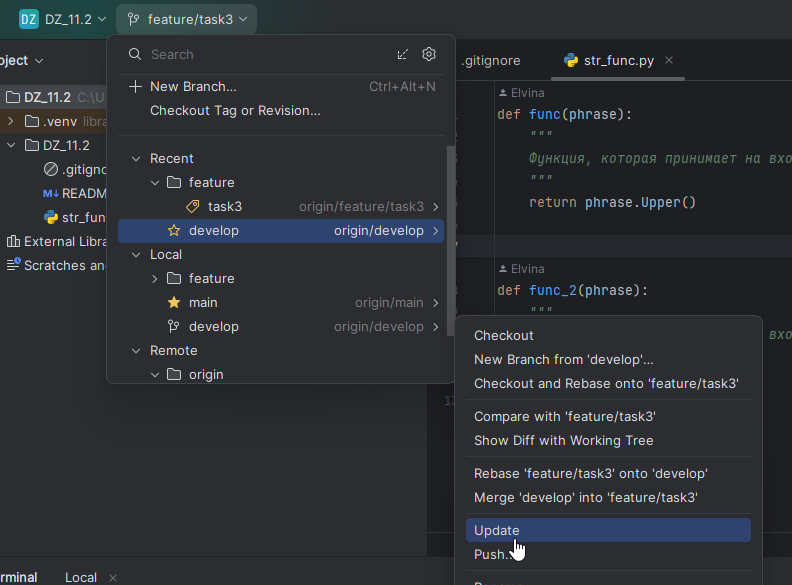 DZ DZ_11.2 feature/task3
Search
New Branch... Ctrl+Alt+N
Checkout Tag or Revision...
Recent
feature
task3 origin/feature/task3
develop origin/develop
Local
feature
main origin/main
develop origin/develop
Remote
origin
oject
DZ_11.2 C:\U
.venv libra
DZ_11.2
.gitigno
M↓ READM
str_fun
External Libra
Scratches an
.gitignore str_func.py
Elvina
def func(phrase):
"""
Функция, которая принимает на вхо
"""
return phrase.Upper()
Elvina
def func_2(phrase):
"""
вхо
13
Checkout
New Branch from 'develop'...
Checkout and Rebase onto 'feature/task3'
Compare with 'feature/task3'
Show Diff with Working Tree
Rebase 'feature/task3' onto 'develop'
Merge 'develop' into 'feature/task3'
Update
Push...
rminal Local